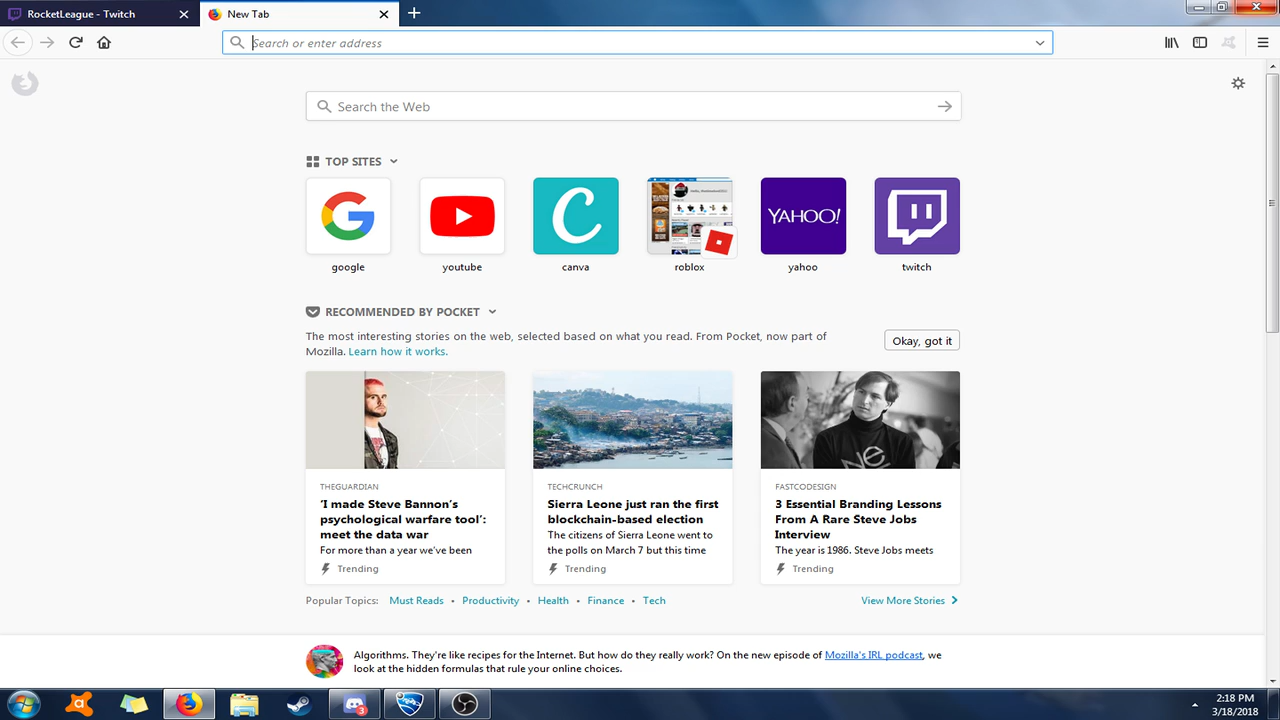 RocketLeague - Twitch
New Tab
Search or enter address
Search the Web
TOP SITES
YAHOO!
google
youtube
canva
roblox
yahoo
twitch
RECOMMENDED BY POCKET
The most interesting stories on the web, selected based on what you read. From Pocket, now part of
Mozilla. Learn how it works.
Okay, got it
THEGUARDIAN
‘I made Steve Bannon’s
psychological warfare tool’:
meet the data war
For more than a year we’ve been
Trending
TECHCRUNCH
Sierra Leone just ran the first
blockchain-based election
The citizens of Sierra Leone went to
the polls on March 7 but this time
Trending
FASTCODESIGN
3 Essential Branding Lessons
From A Rare Steve Jobs
Interview
The year is 1986. Steve Jobs meets
Trending
Popular Topics: Must Reads • Productivity • Health • Finance • Tech
View More Stories
Algorithms. They're like recipes for the Internet. But how do they really work? On the new episode of Mozilla's IRL podcast, we
look at the hidden formulas that rule your online choices.
3
2:18 PM
3/18/2018